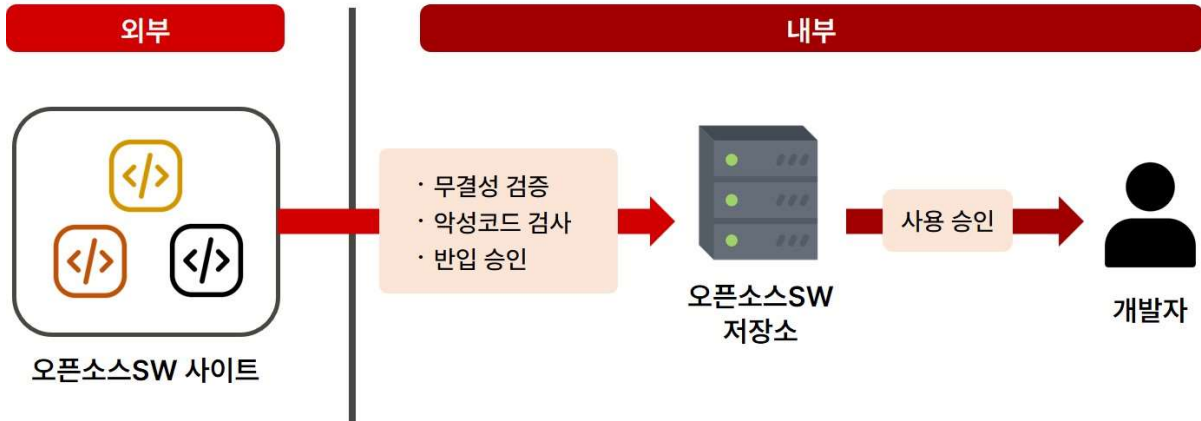 외부
내부
</>
</>
</>
오픈소스SW 사이트
· 무결성 검증
· 악성코드 검사
· 반입 승인
오픈소스SW
저장소
사용 승인
개발자